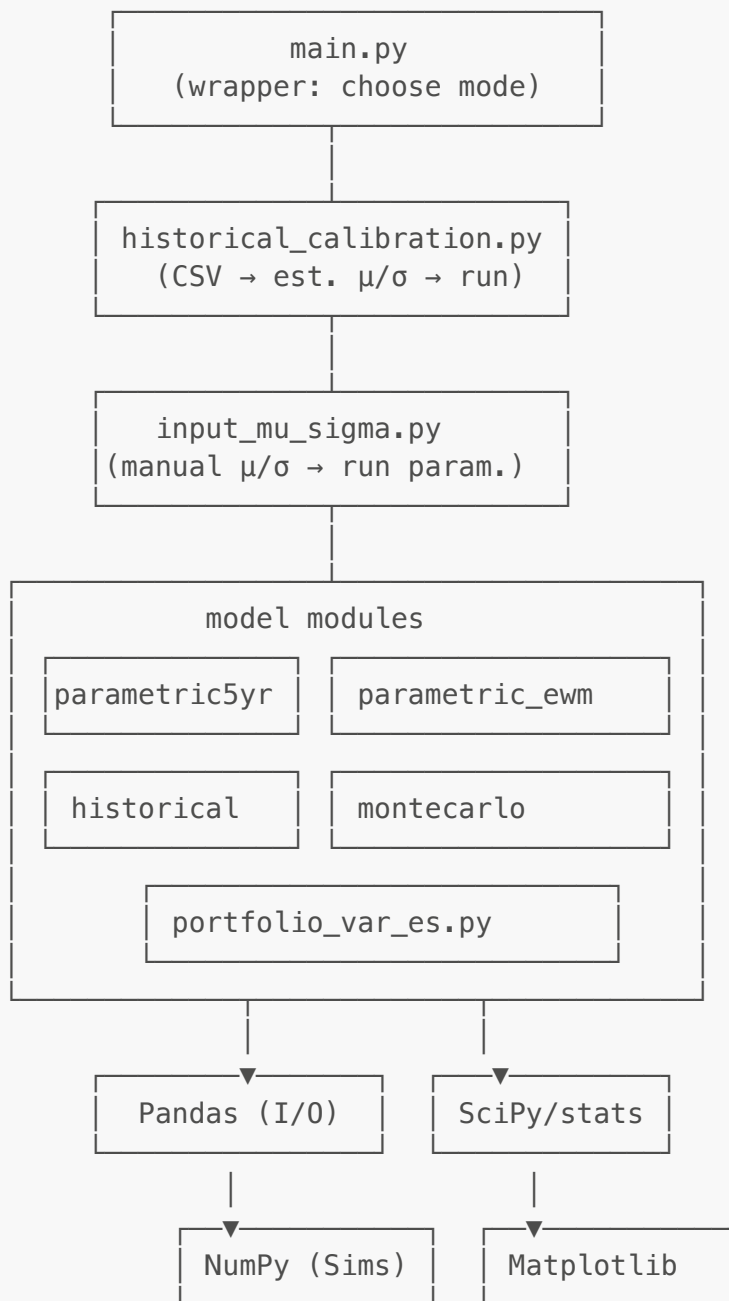 main.py
(wrapper: choose mode)
historical_calibration.py
(CSV → est. μ/σ → run)
input_mu_sigma.py
(manual μ/σ → run param.)
model modules
parametric5yr
parametric_ewm
historical
montecarlo
portfolio_var_es.py
Pandas (I/O)
SciPy/stats
NumPy (Sims)
Matplotlib